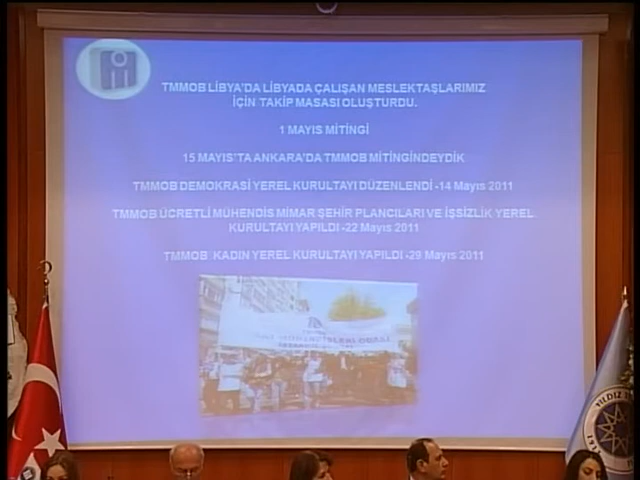 TMMOB LİBYA'DA LİBYADA ÇALIŞAN MESLEKTAŞLARIMIZ
İÇİN TAKİP MASASI OLUŞTURDU.
1 MAYIS MİTİNGİ
15 MAYIS'TA ANKARA'DA TMMOB MİTİNGİNDEYDİK
TMMOB DEMOKRASİ YEREL KURULTAYI DÜZENLENDİ -14 Mayıs 2011
TMMOB ÜCRETLİ MÜHENDİS MİMAR ŞEHİR PLANCILARI VE İŞSİZLİK YEREL
KURULTAYI YAPILDI -22 Mayıs 2011
TMMOB KADIN YEREL KURULTAYI YAPILDI -29 Mayıs 2011
ODASI
YILDIZ